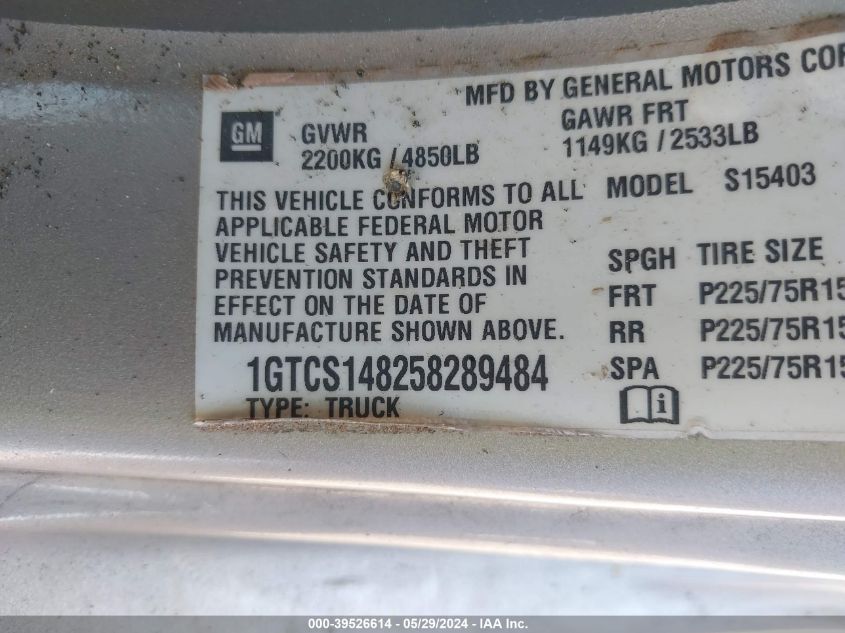 MFD BY GENERAL MOTORS COR
GM
GVWR
2200KG / 4850LB
GAWR FRT
1149KG / 2533LB
THIS VEHICLE CONFORMS TO ALL
APPLICABLE FEDERAL MOTOR
VEHICLE SAFETY AND THEFT
PREVENTION STANDARDS IN
EFFECT ON THE DATE OF
MANUFACTURE SHOWN ABOVE.
1GTCS148258289484
TYPE: TRUCK
MODEL S15403
SPGH TIRE SIZE
FRT P225/75R15
RR P225/75R15
SPA P225/75R15
i
000-39526614 / 05/29/2024 - IAA Inc.